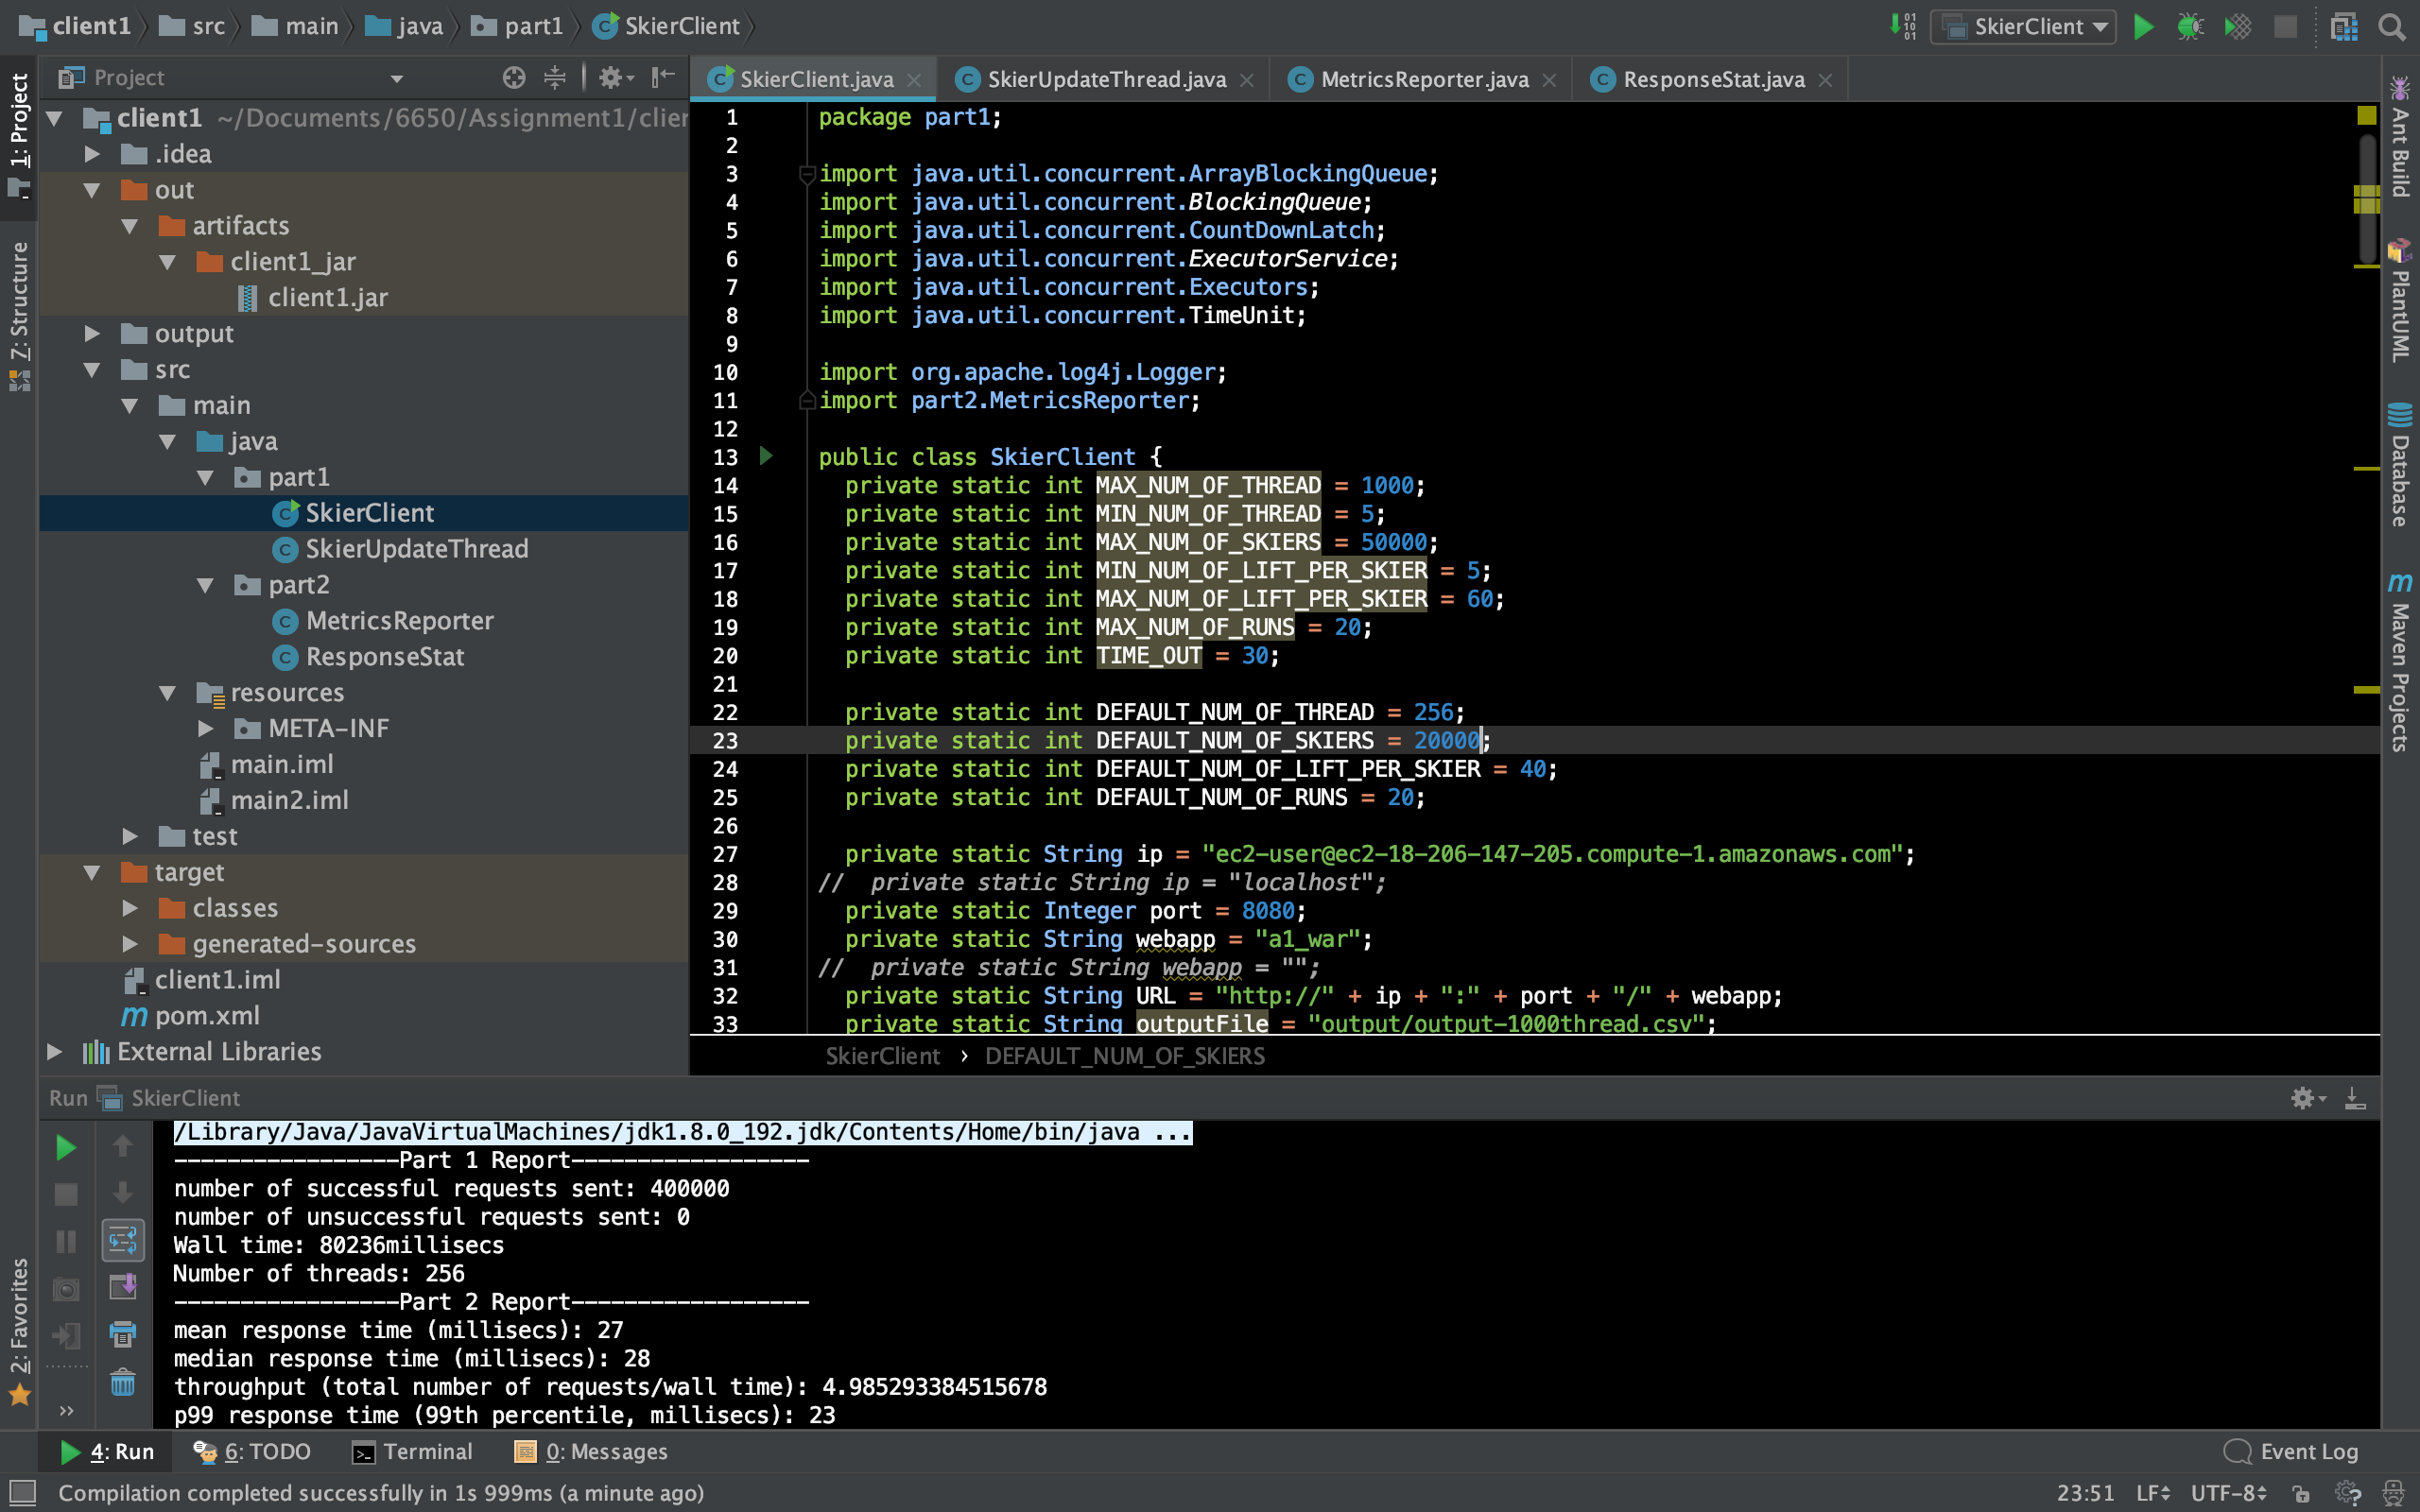 client1 src main java part1 SkierClient
SkierClient
Project
SkierClient.java SkierUpdateThread.java MetricsReporter.java ResponseStat.java
1: Project
Z: Structure
2: Favorites
client1 ~/Documents/6650/Assignment1/clier
.idea
out
artifacts
client1_jar
client1.jar
output
src
main
java
part1
SkierClient
SkierUpdateThread
part2
MetricsReporter
ResponseStat
resources
META-INF
main.iml
main2.iml
test
target
classes
generated-sources
client1.iml
pom.xml
External Libraries
1 package part1;
2
3 import java.util.concurrent.ArrayBlockingQueue;
4 import java.util.concurrent.BlockingQueue;
5 import java.util.concurrent.CountDownLatch;
6 import java.util.concurrent.ExecutorService;
7 import java.util.concurrent.Executors;
8 import java.util.concurrent.TimeUnit;
9
10 import org.apache.log4j.Logger;
11 import part2.MetricsReporter;
12
13 public class SkierClient {
14 private static int MAX_NUM_OF_THREAD = 1000;
15 private static int MIN_NUM_OF_THREAD = 5;
16 private static int MAX_NUM_OF_SKIERS = 50000;
17 private static int MIN_NUM_OF_LIFT_PER_SKIER = 5;
18 private static int MAX_NUM_OF_LIFT_PER_SKIER = 60;
19 private static int MAX_NUM_OF_RUNS = 20;
20 private static int TIME_OUT = 30;
21
22 private static int DEFAULT_NUM_OF_THREAD = 256;
23 private static int DEFAULT_NUM_OF_SKIERS = 20000;
24 private static int DEFAULT_NUM_OF_LIFT_PER_SKIER = 40;
25 private static int DEFAULT_NUM_OF_RUNS = 20;
26
27 private static String ip = "ec2-user@ec2-18-206-147-205.compute-1.amazonaws.com";
28 // private static String ip = "localhost";
29 private static Integer port = 8080;
30 private static String webapp = "a1_war";
31 // private static String webapp = "";
32 private static String URL = "http://" + ip + ":" + port + "/" + webapp;
33 private static String outputFile = "output/output-1000thread.csv";
SkierClient › DEFAULT_NUM_OF_SKIERS
Ant Build
PlantUML
Database
Maven Projects
Run SkierClient
/Library/Java/JavaVirtualMachines/jdk1.8.0_192.jdk/Contents/Home/bin/java ...
-----------------Part 1 Report------------------
number of successful requests sent: 400000
number of unsuccessful requests sent: 0
Wall time: 80236millisecs
Number of threads: 256
-----------------Part 2 Report------------------
mean response time (millisecs): 27
median response time (millisecs): 28
throughput (total number of requests/wall time): 4.985293384515678
p99 response time (99th percentile, millisecs): 23
4: Run 6: TODO Terminal 0: Messages Event Log
Compilation completed successfully in 1s 999ms (a minute ago) 23:51 LF UTF-8